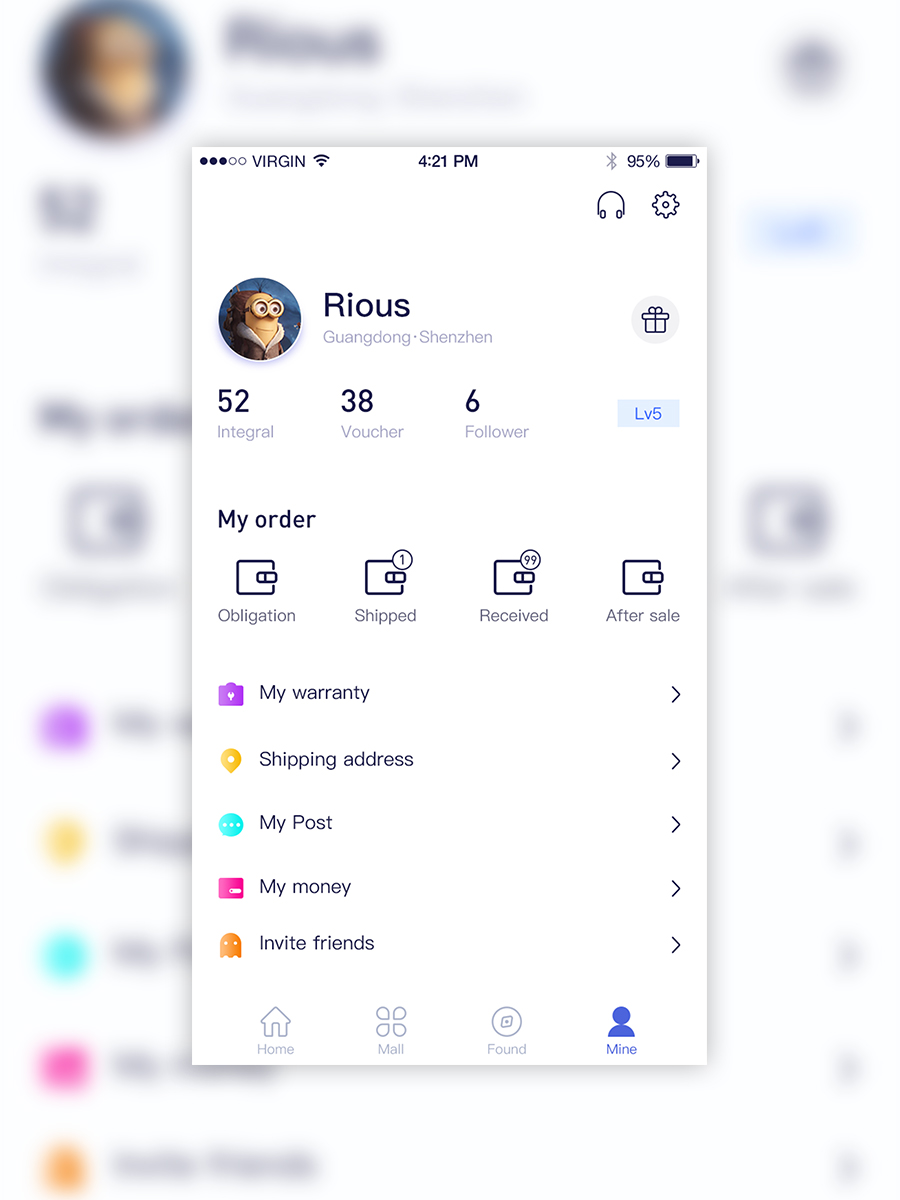 VIRGIN 4:21 PM 95%
Rious
Guangdong·Shenzhen
52 38 6 Lv5
Integral Voucher Follower
My order
1 99
Obligation Shipped Received After sale
My warranty
Shipping address
My Post
My money
Invite friends
Home Mall Found Mine